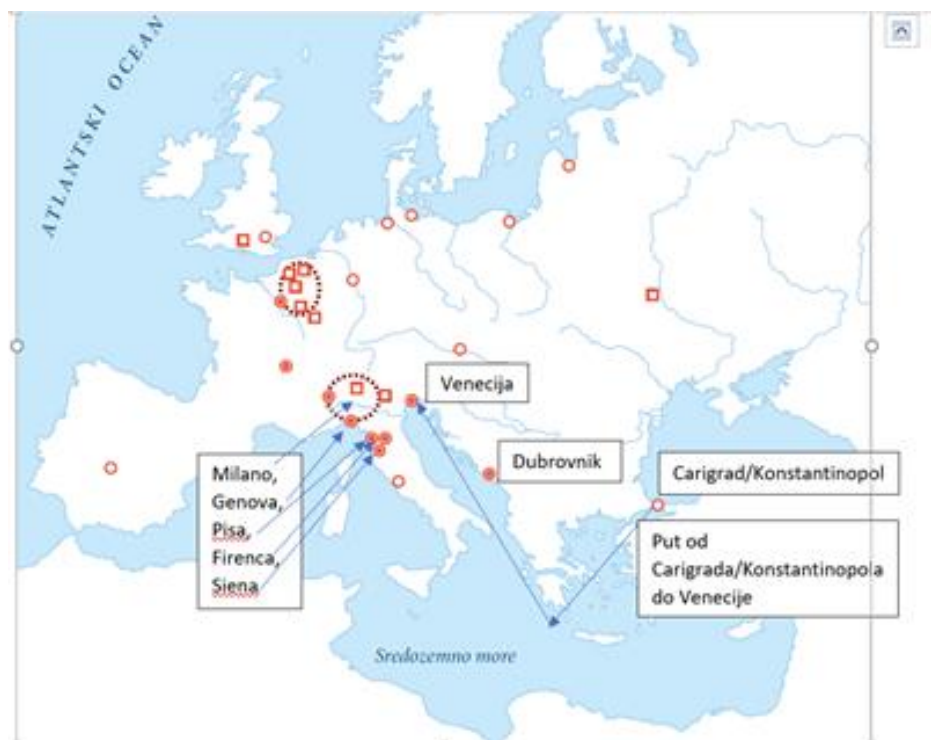 ATLANTSKI OCEAN
Venecija
Dubrovnik
Milano,
Genova,
Pisa,
Firenca,
Siena
Carigrad/Konstantinopol
Put od
Carigrada/Konstantinopola
do Venecije
Sredozemno more